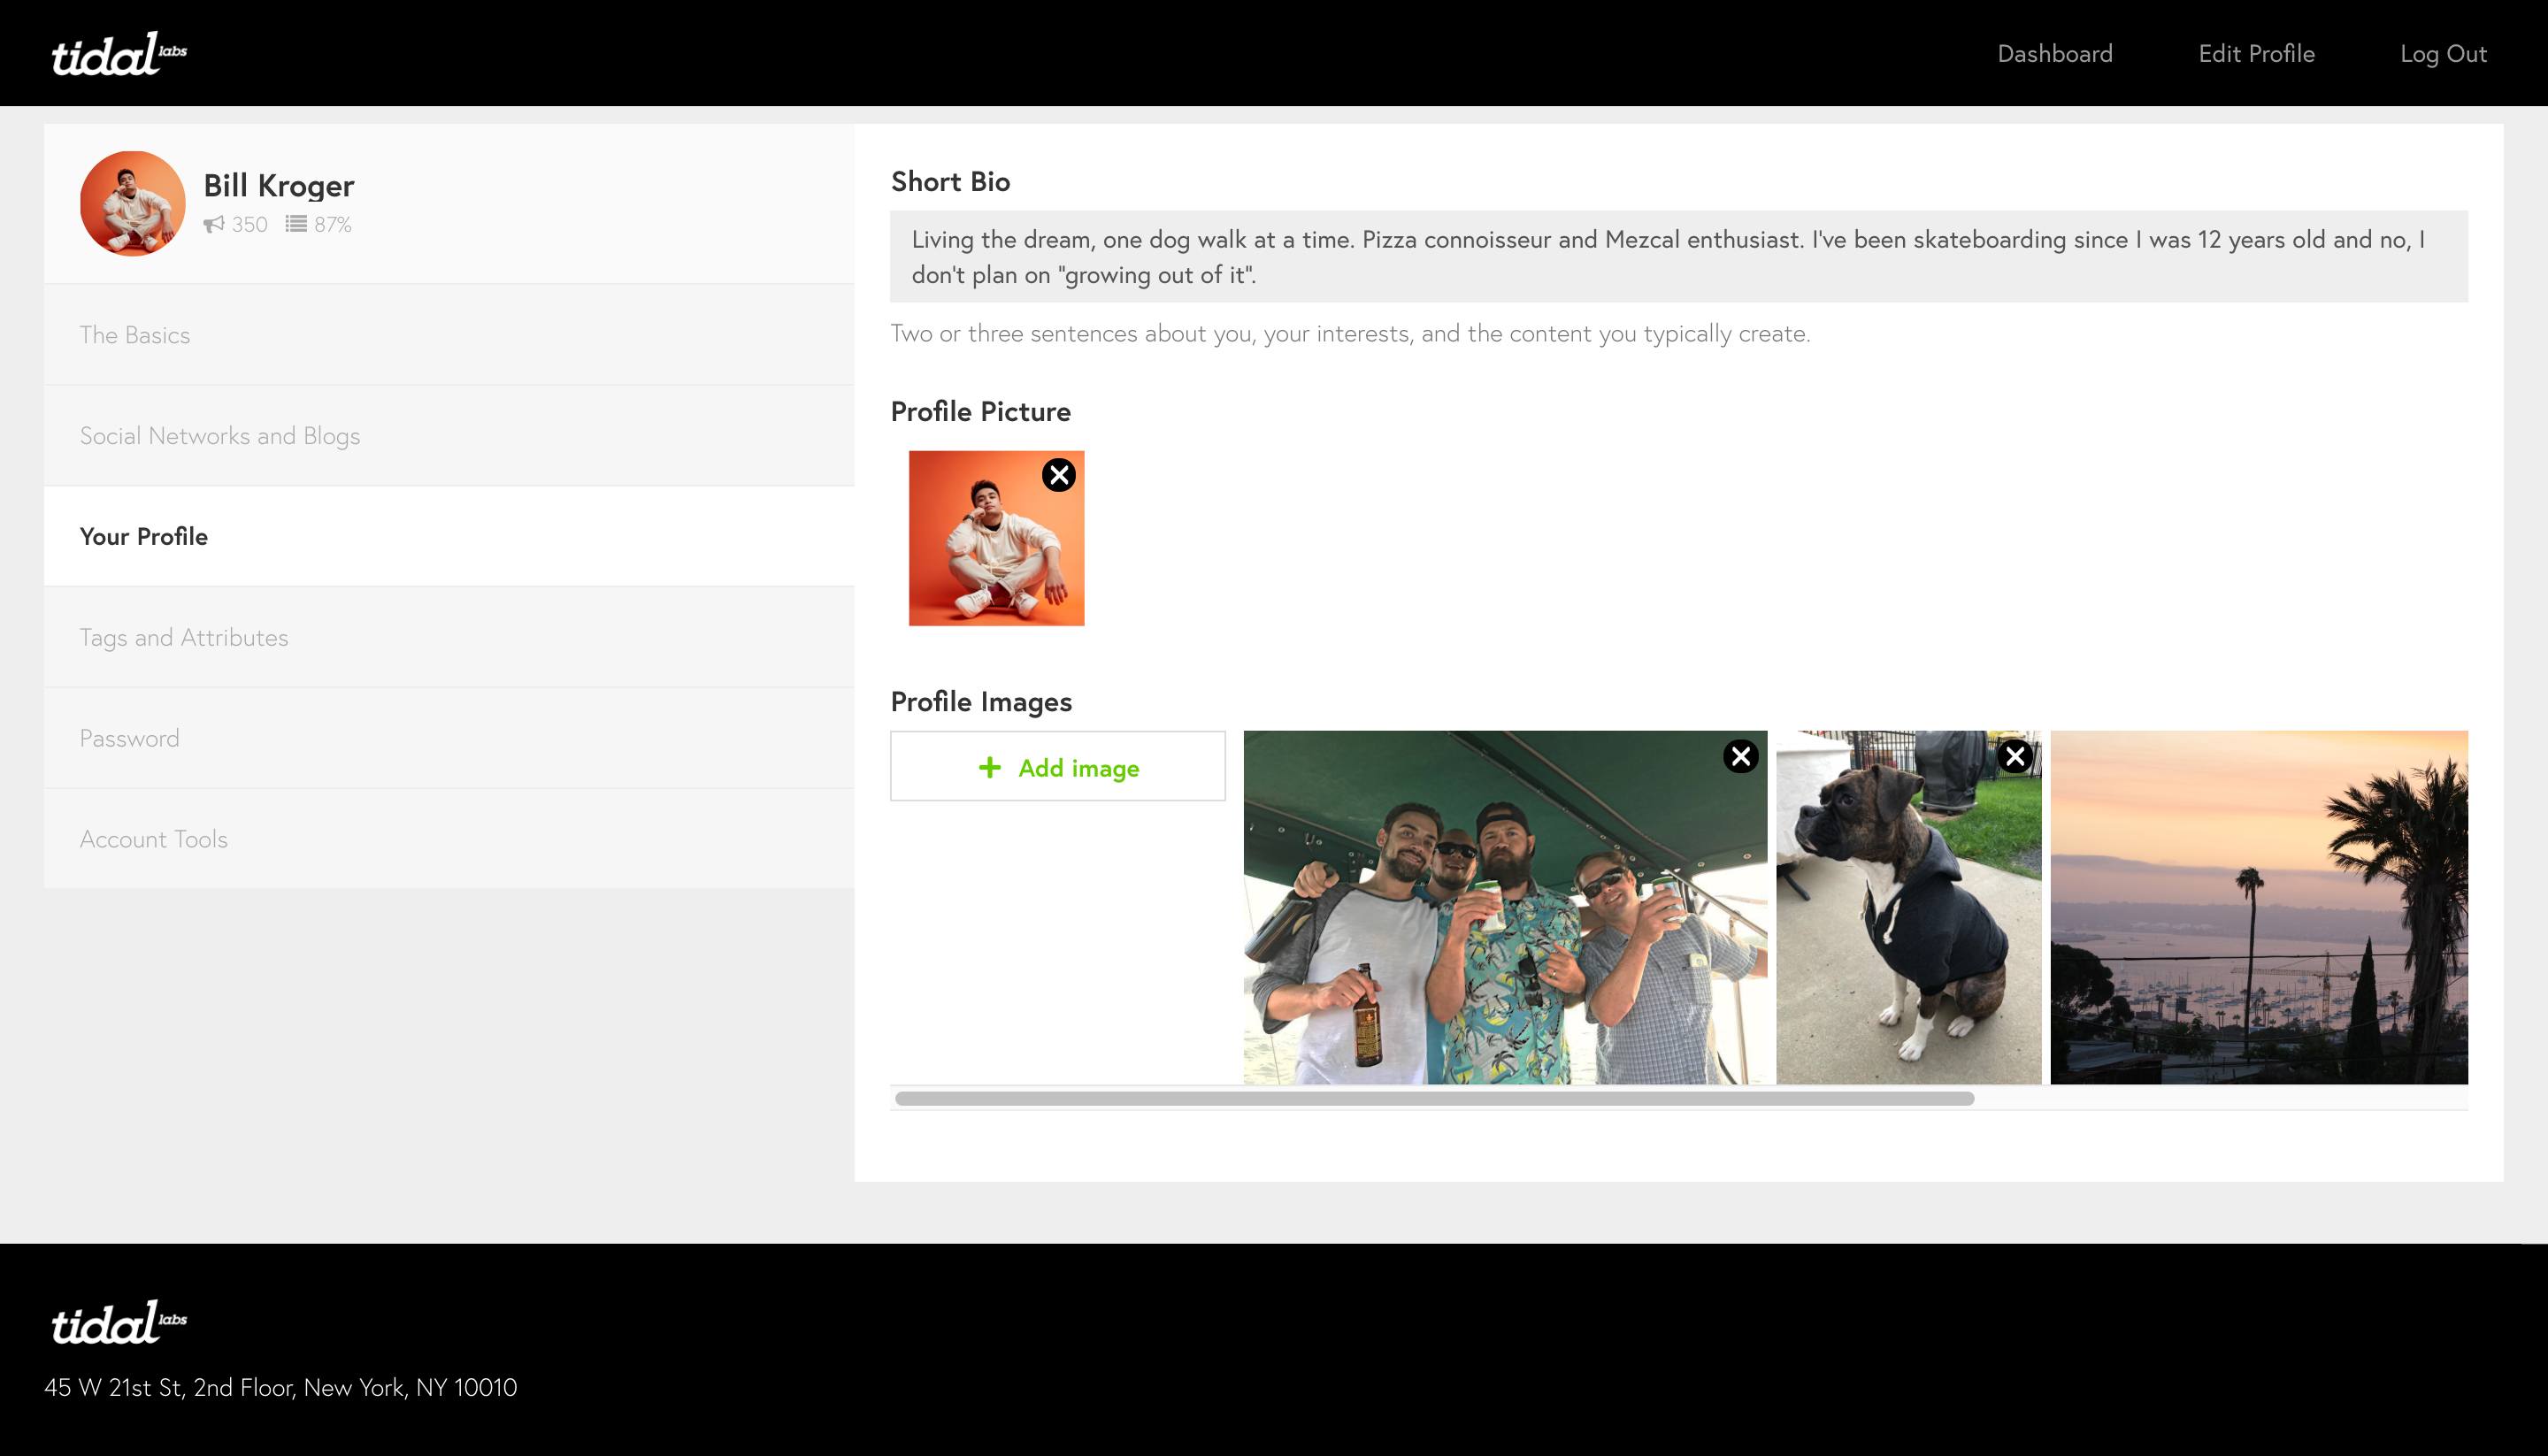 tidal labs
Dashboard
Edit Profile
Log Out
Bill Kroger
350 87%
The Basics
Social Networks and Blogs
Your Profile
Tags and Attributes
Password
Account Tools
Short Bio
Living the dream, one dog walk at a time. Pizza connoisseur and Mezcal enthusiast. I've been skateboarding since I was 12 years old and no, I
don't plan on "growing out of it".
Two or three sentences about you, your interests, and the content you typically create.
Profile Picture
Profile Images
Add image
tidal labs
45 W 21st St, 2nd Floor, New York, NY 10010